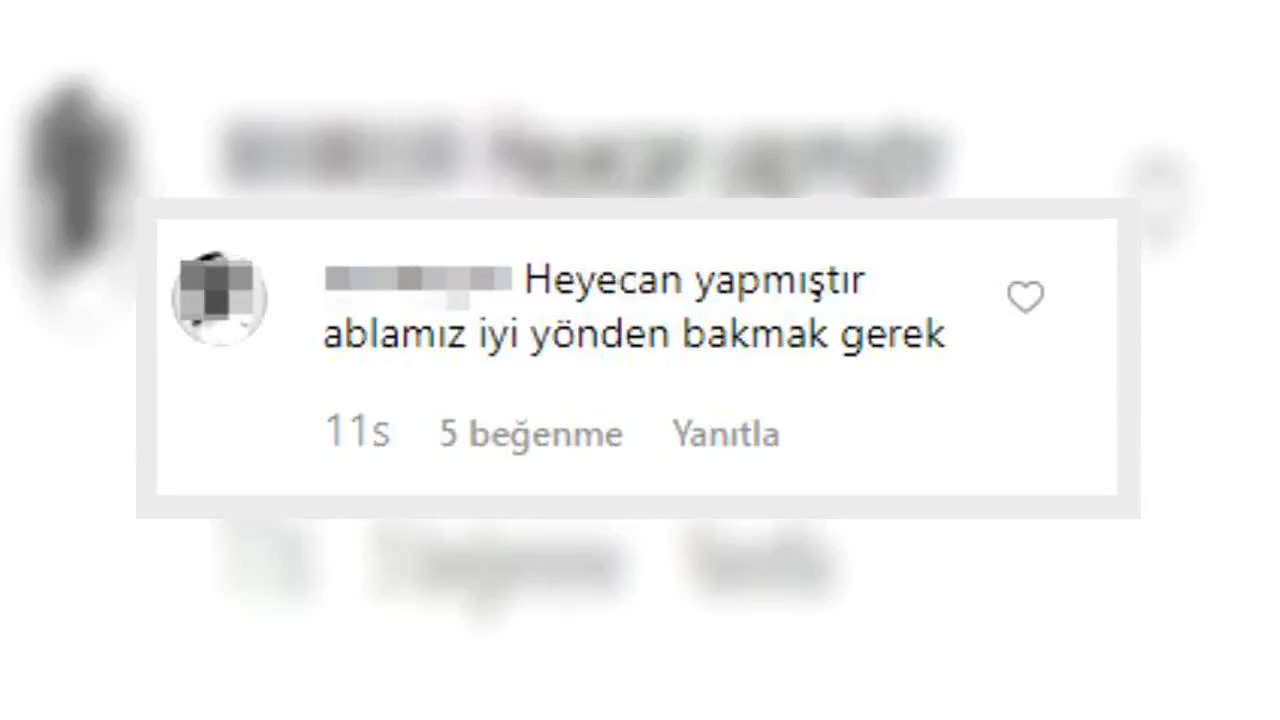 Heyecan yapmıştır
ablamız iyi yönden bakmak gerek
11s 5 beğenme Yanıtla